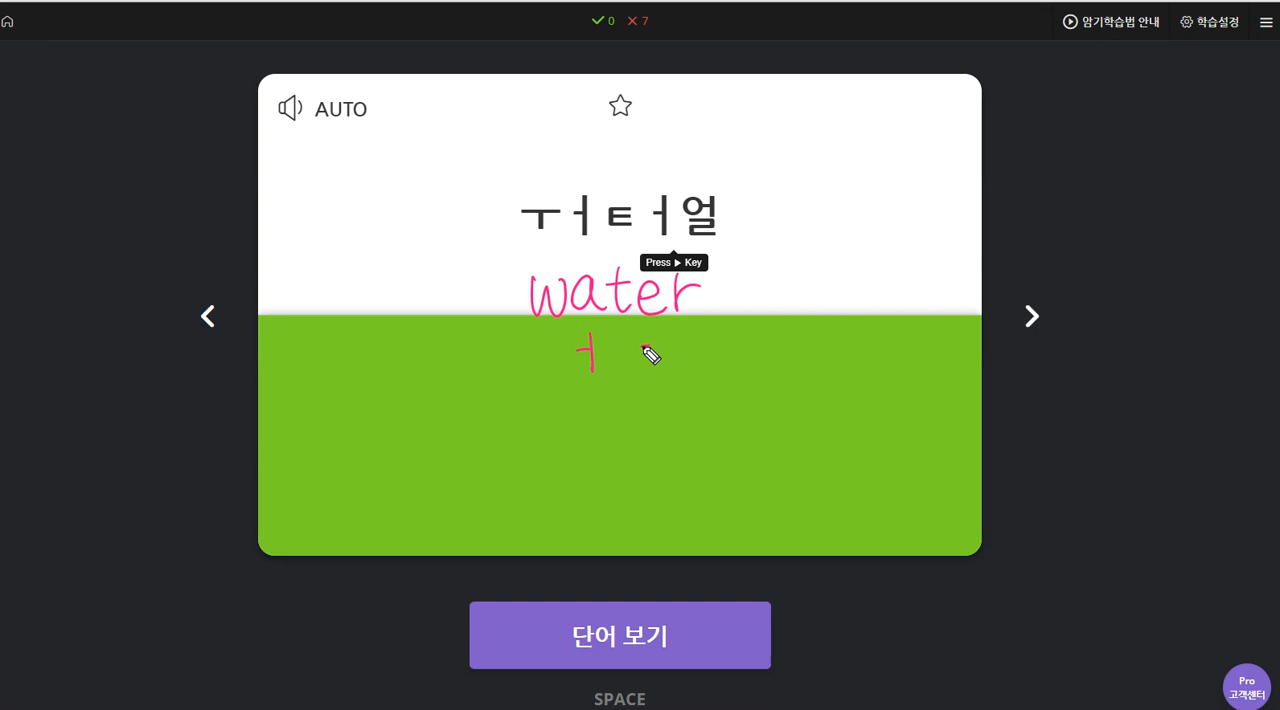 0 7 암기학습법 안내 학습설정
AUTO
ㅜㅓㅌㅓ얼
Press ▶ Key
water
ㅓ
단어 보기
SPACE
Pro
고객센터